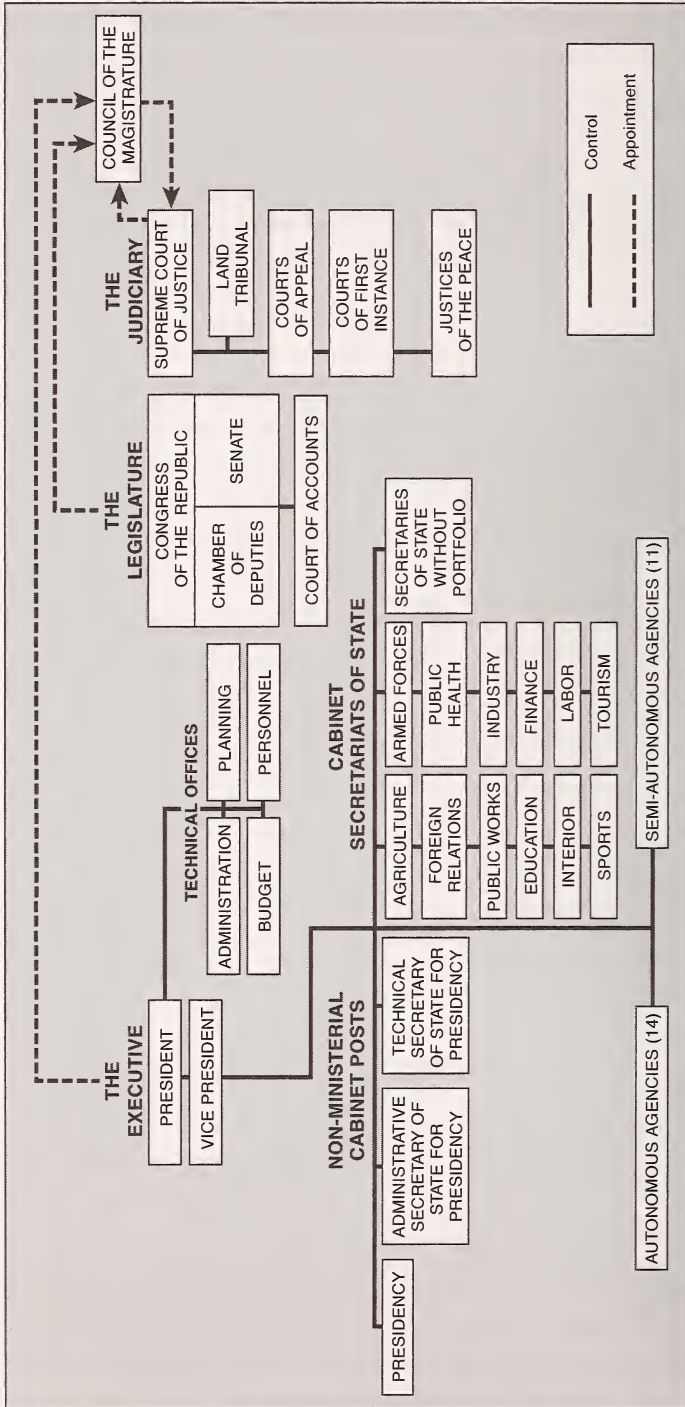 THE
EXECUTIVE
PRESIDENT
VICE PRESIDENT
TECHNICAL OFFICES
ADMINISTRATION
PLANNING
BUDGET
PERSONNEL
THE
LEGISLATURE
CONGRESS
OF THE REPUBLIC
CHAMBER
OF
DEPUTIES
SENATE
COURT OF ACCOUNTS
THE
JUDICIARY
SUPREME COURT
OF JUSTICE
LAND
TRIBUNAL
COURTS
OF APPEAL
COURTS
OF FIRST
INSTANCE
JUSTICES
OF THE PEACE
COUNCIL OF THE
MAGISTRATURE
NON-MINISTERIAL
CABINET POSTS
PRESIDENCY
ADMINISTRATIVE
SECRETARY OF
STATE FOR
PRESIDENCY
TECHNICAL
SECRETARY
OF STATE FOR
PRESIDENCY
CABINET
SECRETARIATS OF STATE
AGRICULTURE
ARMED FORCES
FOREIGN
RELATIONS
PUBLIC
HEALTH
PUBLIC WORKS
INDUSTRY
EDUCATION
FINANCE
INTERIOR
LABOR
SPORTS
TOURISM
SECRETARIES
OF STATE
WITHOUT
PORTFOLIO
AUTONOMOUS AGENCIES (14)
SEMI-AUTONOMOUS AGENCIES (11)
Control
Appointment